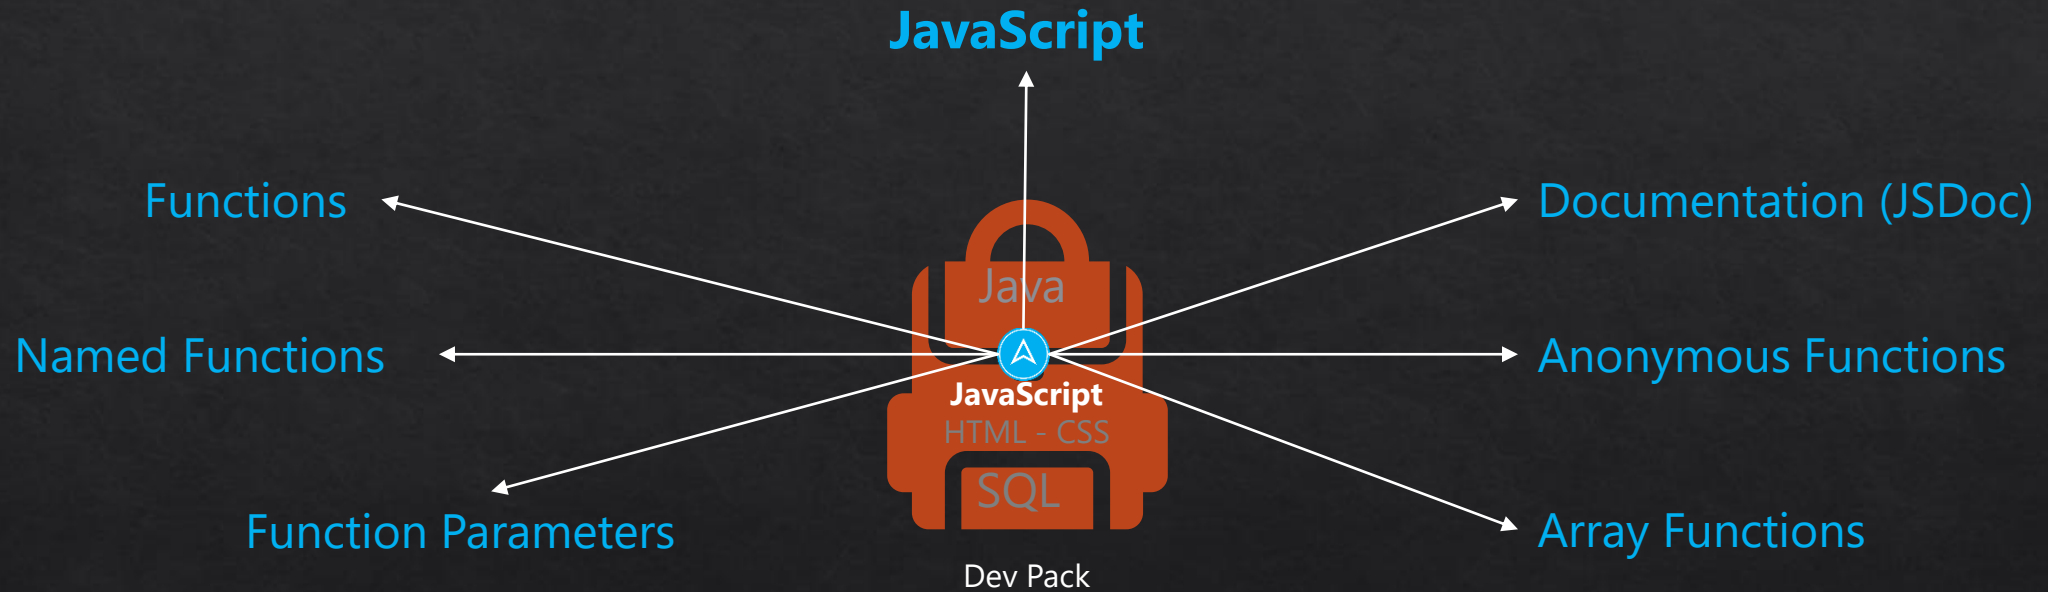 JavaScript
Functions
Documentation (JSDoc)
Java
Named Functions
Anonymous Functions
JavaScript
HTML - CSS
SQL
Function Parameters
Array Functions
Dev Pack